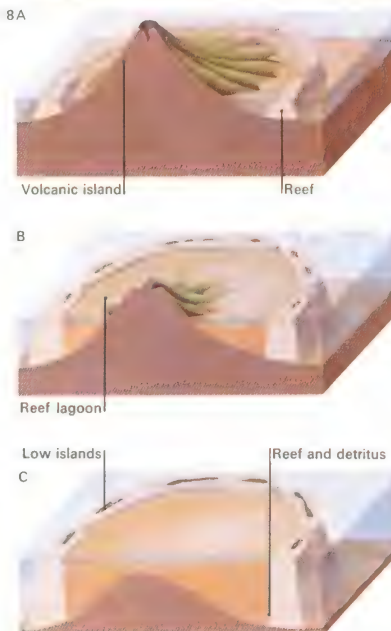 8A
Volcanic island
Reef
B
Reef lagoon
Low islands
Reef and detritus
C